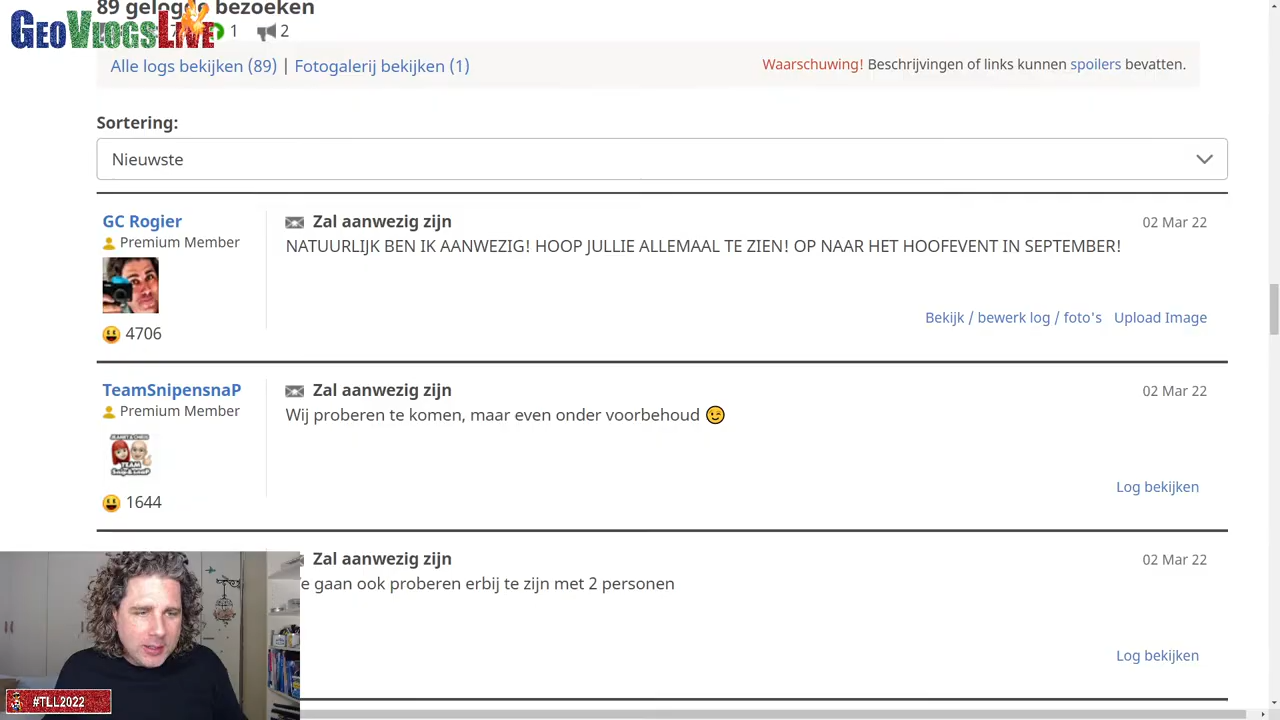 89 gelogde bezoeken
GEOVLOGSLIVE
1 2
Alle logs bekijken (89) | Fotogalerij bekijken (1)
Waarschuwing! Beschrijvingen of links kunnen spoilers bevatten.
Sortering:
Nieuwste
GC Rogier
Premium Member
4706
Zal aanwezig zijn
02 Mar 22
NATUURLIJK BEN IK AANWEZIG! HOOP JULLIE ALLEMAAL TE ZIEN! OP NAAR HET HOOFEVENT IN SEPTEMBER!
Bekijk / bewerk log / foto's Upload Image
TeamSnipensnaP
Premium Member
1644
Zal aanwezig zijn
02 Mar 22
Wij proberen te komen, maar even onder voorbehoud 😉
Log bekijken
Zal aanwezig zijn
02 Mar 22
e gaan ook proberen erbij te zijn met 2 personen
Log bekijken
#TLL2022